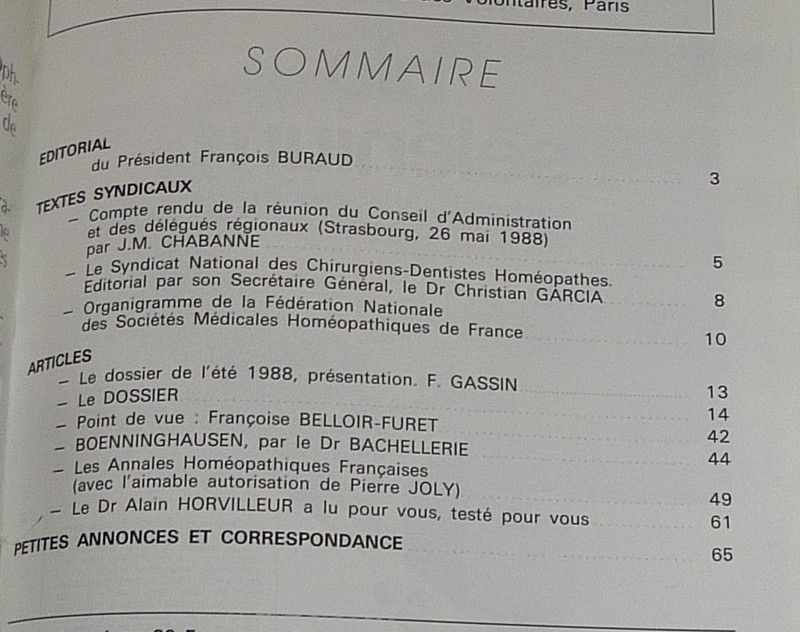 Volontaires, Paris
SOMMAIRE
EDITORIAL
du Président François BURAUD 3
TEXTES SYNDICAUX
– Compte rendu de la réunion du Conseil d'Administration
et des délégués régionaux (Strasbourg, 26 mai 1988)
par J.M. CHABANNE 5
– Le Syndicat National des Chirurgiens-Dentistes Homéopathes.
Editorial par son Secrétaire Général, le Dr Christian GARCIA 8
– Organigramme de la Fédération Nationale
des Sociétés Médicales Homéopathiques de France 10
ARTICLES
– Le dossier de l'été 1988, présentation. F. GASSIN 13
– Le DOSSIER 14
– Point de vue : Françoise BELLOIR-FURET 42
– BOENNINGHAUSEN, par le Dr BACHELLERIE 44
– Les Annales Homéopathiques Françaises
(avec l'aimable autorisation de Pierre JOLY) 49
– Le Dr Alain HORVILLEUR a lu pour vous, testé pour vous 61
PETITES ANNONCES ET CORRESPONDANCE 65